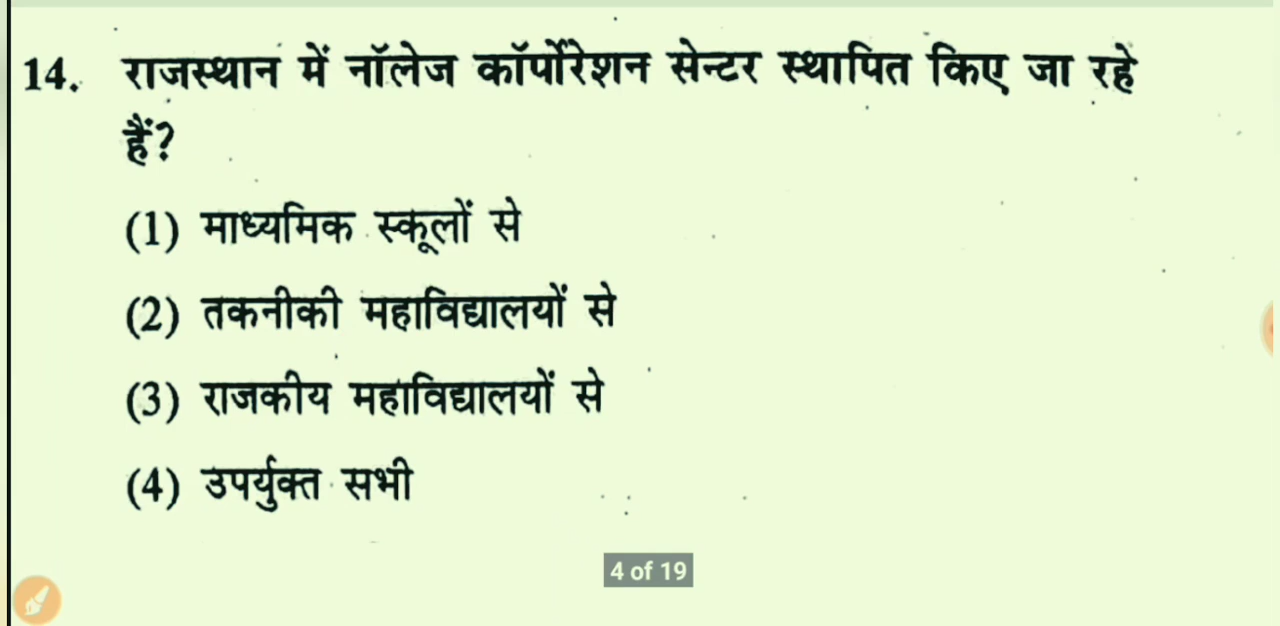 14. राजस्थान में नॉलेज कॉर्पोरेशन सेन्टर स्थापित किए जा रहे
हैं?
(1) माध्यमिक स्कूलों से
(2) तकनीकी महाविद्यालयों से
(3) राजकीय महाविद्यालयों से
(4) उपर्युक्त सभी
4 of 19